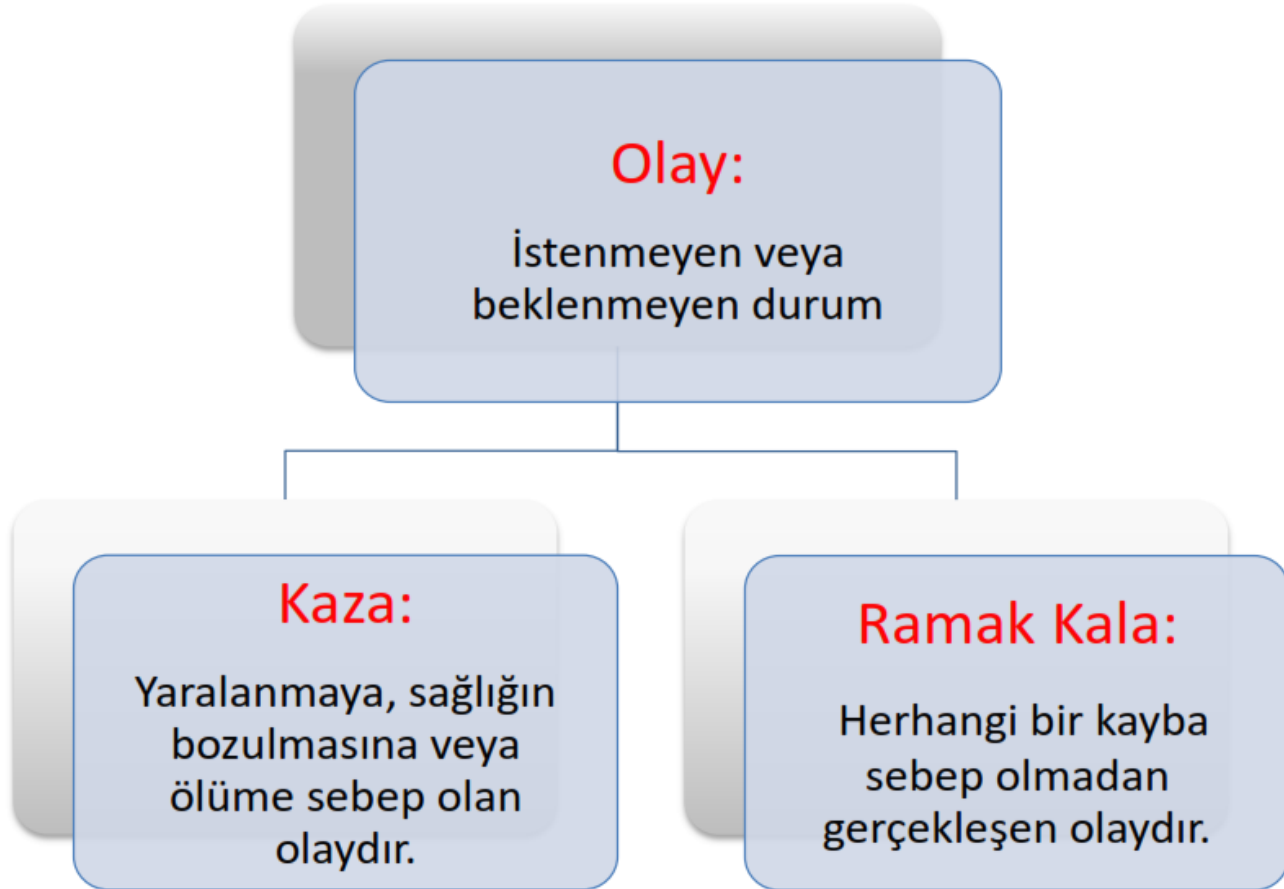 Olay:
İstenmeyen veya
beklenmeyen durum
Kaza:
Yaralanmaya, sağlığın
bozulmasına veya
ölüme sebep olan
olaydır.
Ramak Kala:
Herhangi bir kayba
sebep olmadan
gerçekleşen olaydır.